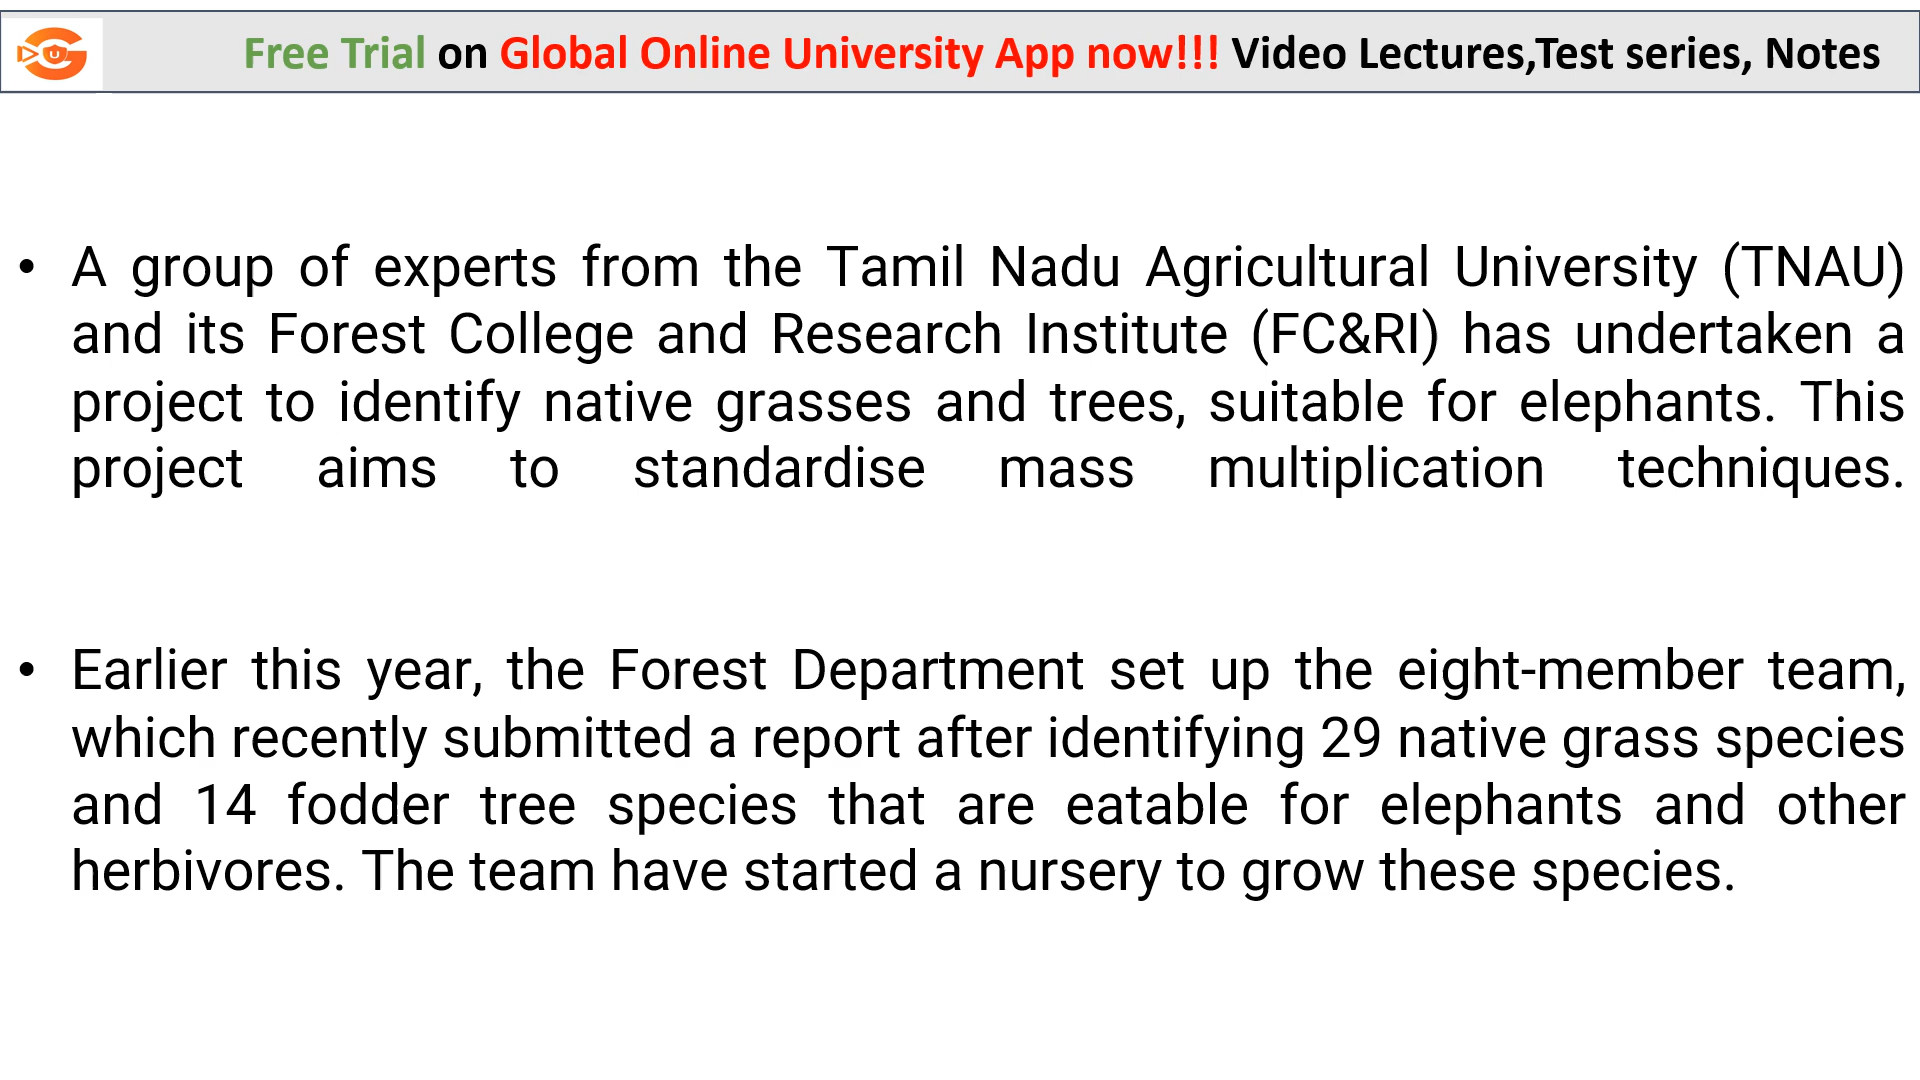 Free Trial on Global Online University App now!!! Video Lectures,Test series, Notes
• A group of experts from the Tamil Nadu Agricultural University (TNAU)
and its Forest College and Research Institute (FC&RI) has undertaken a
project to identify native grasses and trees, suitable for elephants. This
project aims to standardise mass multiplication techniques.
• Earlier this year, the Forest Department set up the eight-member team,
which recently submitted a report after identifying 29 native grass species
and 14 fodder tree species that are eatable for elephants and other
herbivores. The team have started a nursery to grow these species.